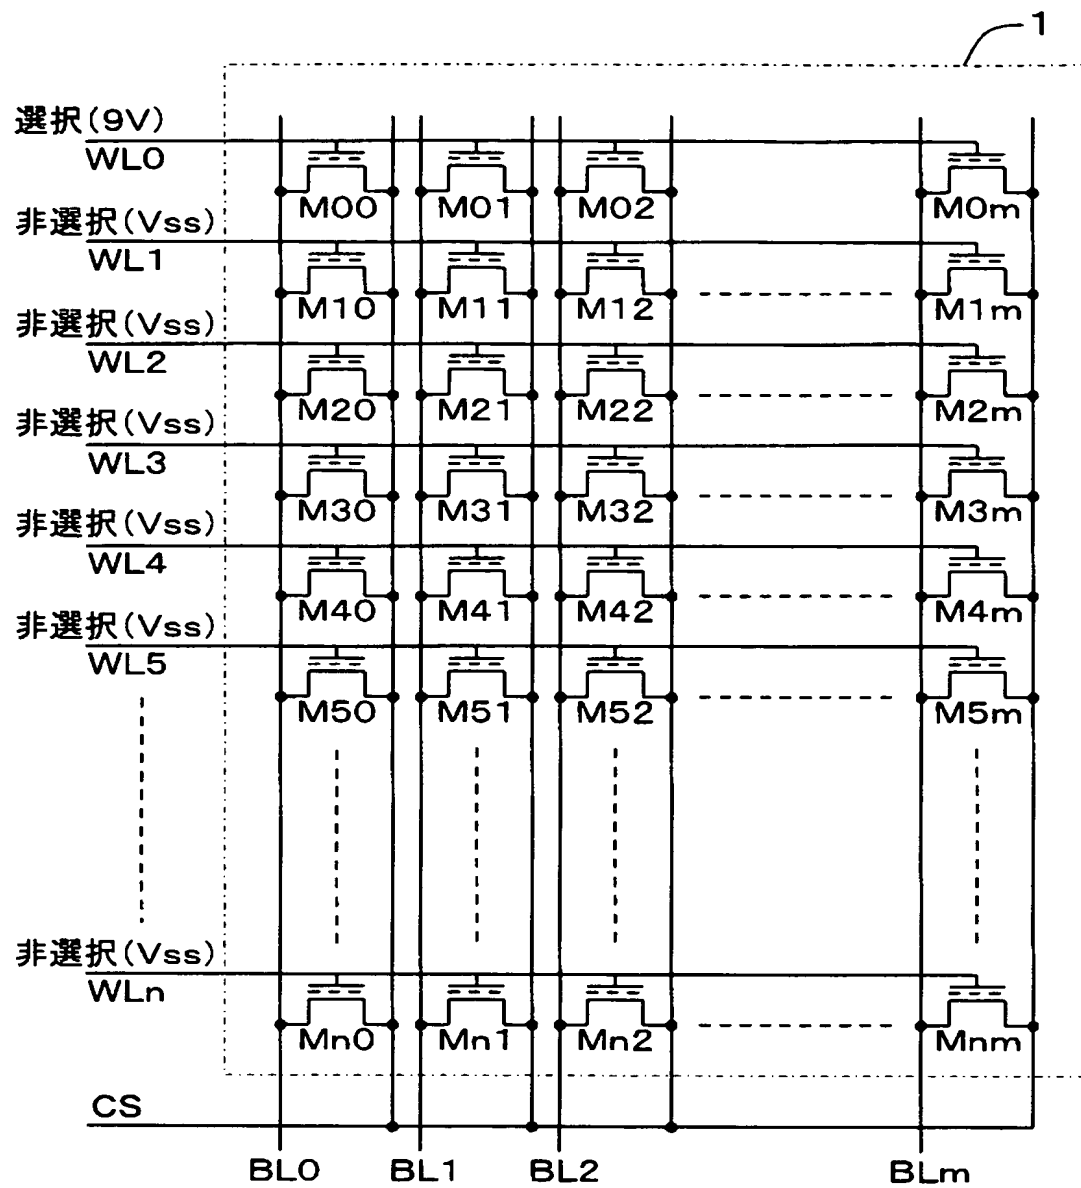 1
選択(9V)
WL0
M00 M01 M02 M0m
非選択(Vss)
WL1
M10 M11 M12 M1m
非選択(Vss)
WL2
M20 M21 M22 M2m
非選択(Vss)
WL3
M30 M31 M32 M3m
非選択(Vss)
WL4
M40 M41 M42 M4m
非選択(Vss)
WL5
M50 M51 M52 M5m
非選択(Vss)
WLn
Mn0 Mn1 Mn2 Mnm
CS
BL0 BL1 BL2 BLm